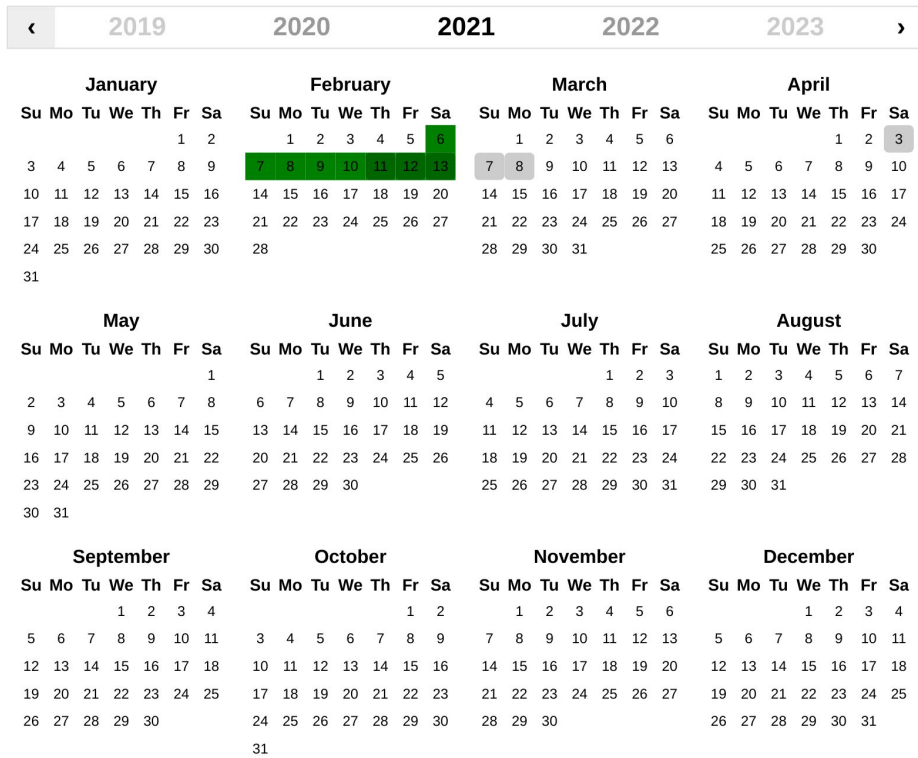 ‹ 2019 2020 2021 2022 2023 ›
January February March April
Su Mo Tu We Th Fr Sa Su Mo Tu We Th Fr Sa Su Mo Tu We Th Fr Sa Su Mo Tu We Th Fr Sa
1 2 1 2 3 4 5 6 1 2 3 4 5 6 1 2 3
3 4 5 6 7 8 9 7 8 9 10 11 12 13 7 8 9 10 11 12 13 4 5 6 7 8 9 10
10 11 12 13 14 15 16 14 15 16 17 18 19 20 14 15 16 17 18 19 20 11 12 13 14 15 16 17
17 18 19 20 21 22 23 21 22 23 24 25 26 27 21 22 23 24 25 26 27 18 19 20 21 22 23 24
24 25 26 27 28 29 30 28 28 29 30 31 25 26 27 28 29 30
31
May June July August
Su Mo Tu We Th Fr Sa Su Mo Tu We Th Fr Sa Su Mo Tu We Th Fr Sa Su Mo Tu We Th Fr Sa
1 1 2 3 4 5 1 2 3 1 2 3 4 5 6 7
2 3 4 5 6 7 8 6 7 8 9 10 11 12 4 5 6 7 8 9 10 8 9 10 11 12 13 14
9 10 11 12 13 14 15 13 14 15 16 17 18 19 11 12 13 14 15 16 17 15 16 17 18 19 20 21
16 17 18 19 20 21 22 20 21 22 23 24 25 26 18 19 20 21 22 23 24 22 23 24 25 26 27 28
23 24 25 26 27 28 29 27 28 29 30 25 26 27 28 29 30 31 29 30 31
30 31
September October November December
Su Mo Tu We Th Fr Sa Su Mo Tu We Th Fr Sa Su Mo Tu We Th Fr Sa Su Mo Tu We Th Fr Sa
1 2 3 4 1 2 1 2 3 4 5 6 1 2 3 4
5 6 7 8 9 10 11 3 4 5 6 7 8 9 7 8 9 10 11 12 13 5 6 7 8 9 10 11
12 13 14 15 16 17 18 10 11 12 13 14 15 16 14 15 16 17 18 19 20 12 13 14 15 16 17 18
19 20 21 22 23 24 25 17 18 19 20 21 22 23 21 22 23 24 25 26 27 19 20 21 22 23 24 25
26 27 28 29 30 24 25 26 27 28 29 30 28 29 30 26 27 28 29 30 31
31